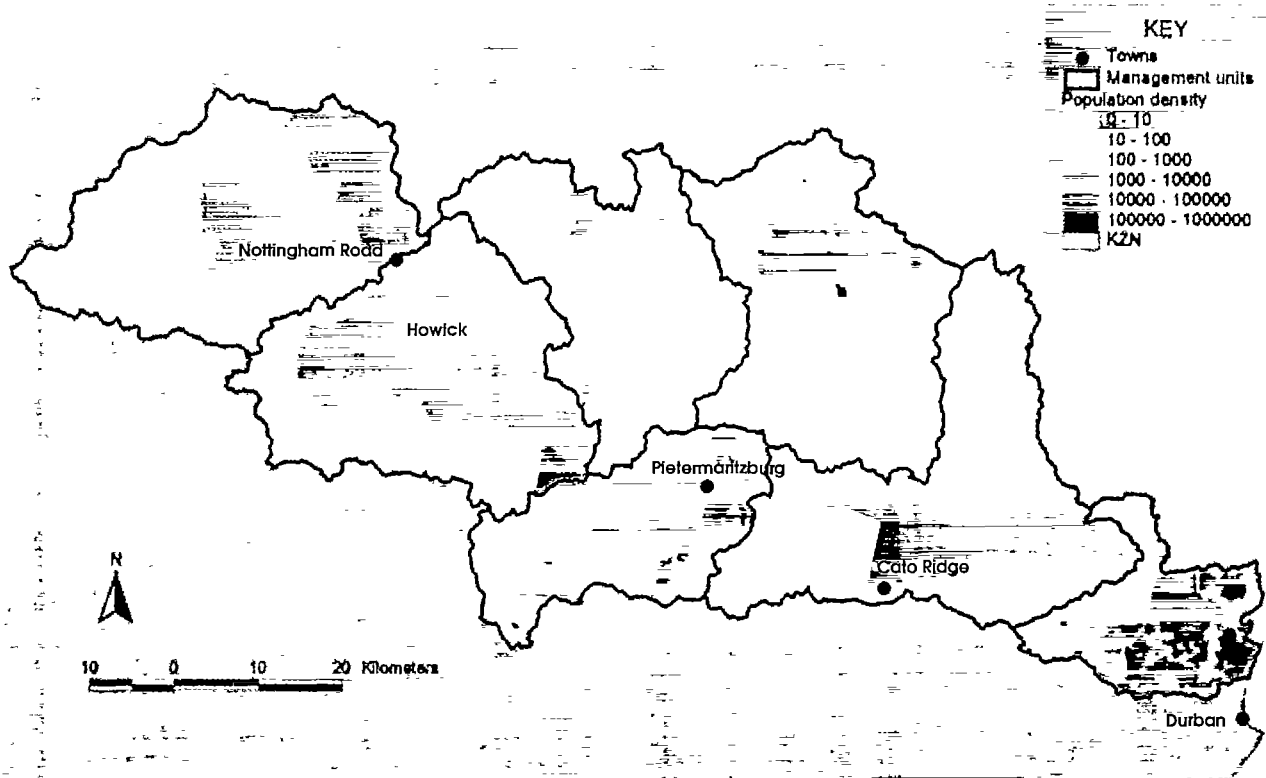 KEY
Towns
Management units
Population density
0 - 10
10 - 100
100 - 1000
1000 - 10000
10000 - 100000
100000 - 1000000
KZN
Nottingham Road
Howick
Pietermaritzburg
Cato Ridge
N
10 0 10 20 Kilometers
Durban